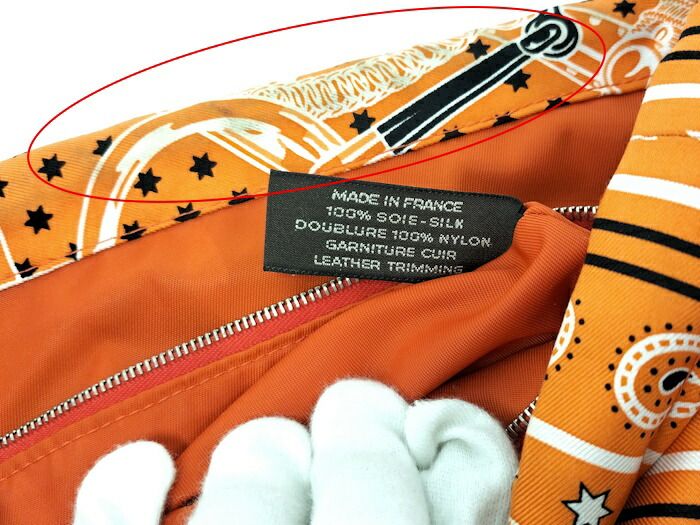 MADE IN FRANCE
100% SOIE-SILK
DOUBLURE 100% NYLON
GARNITURE CUIR
LEATHER TRIMMING